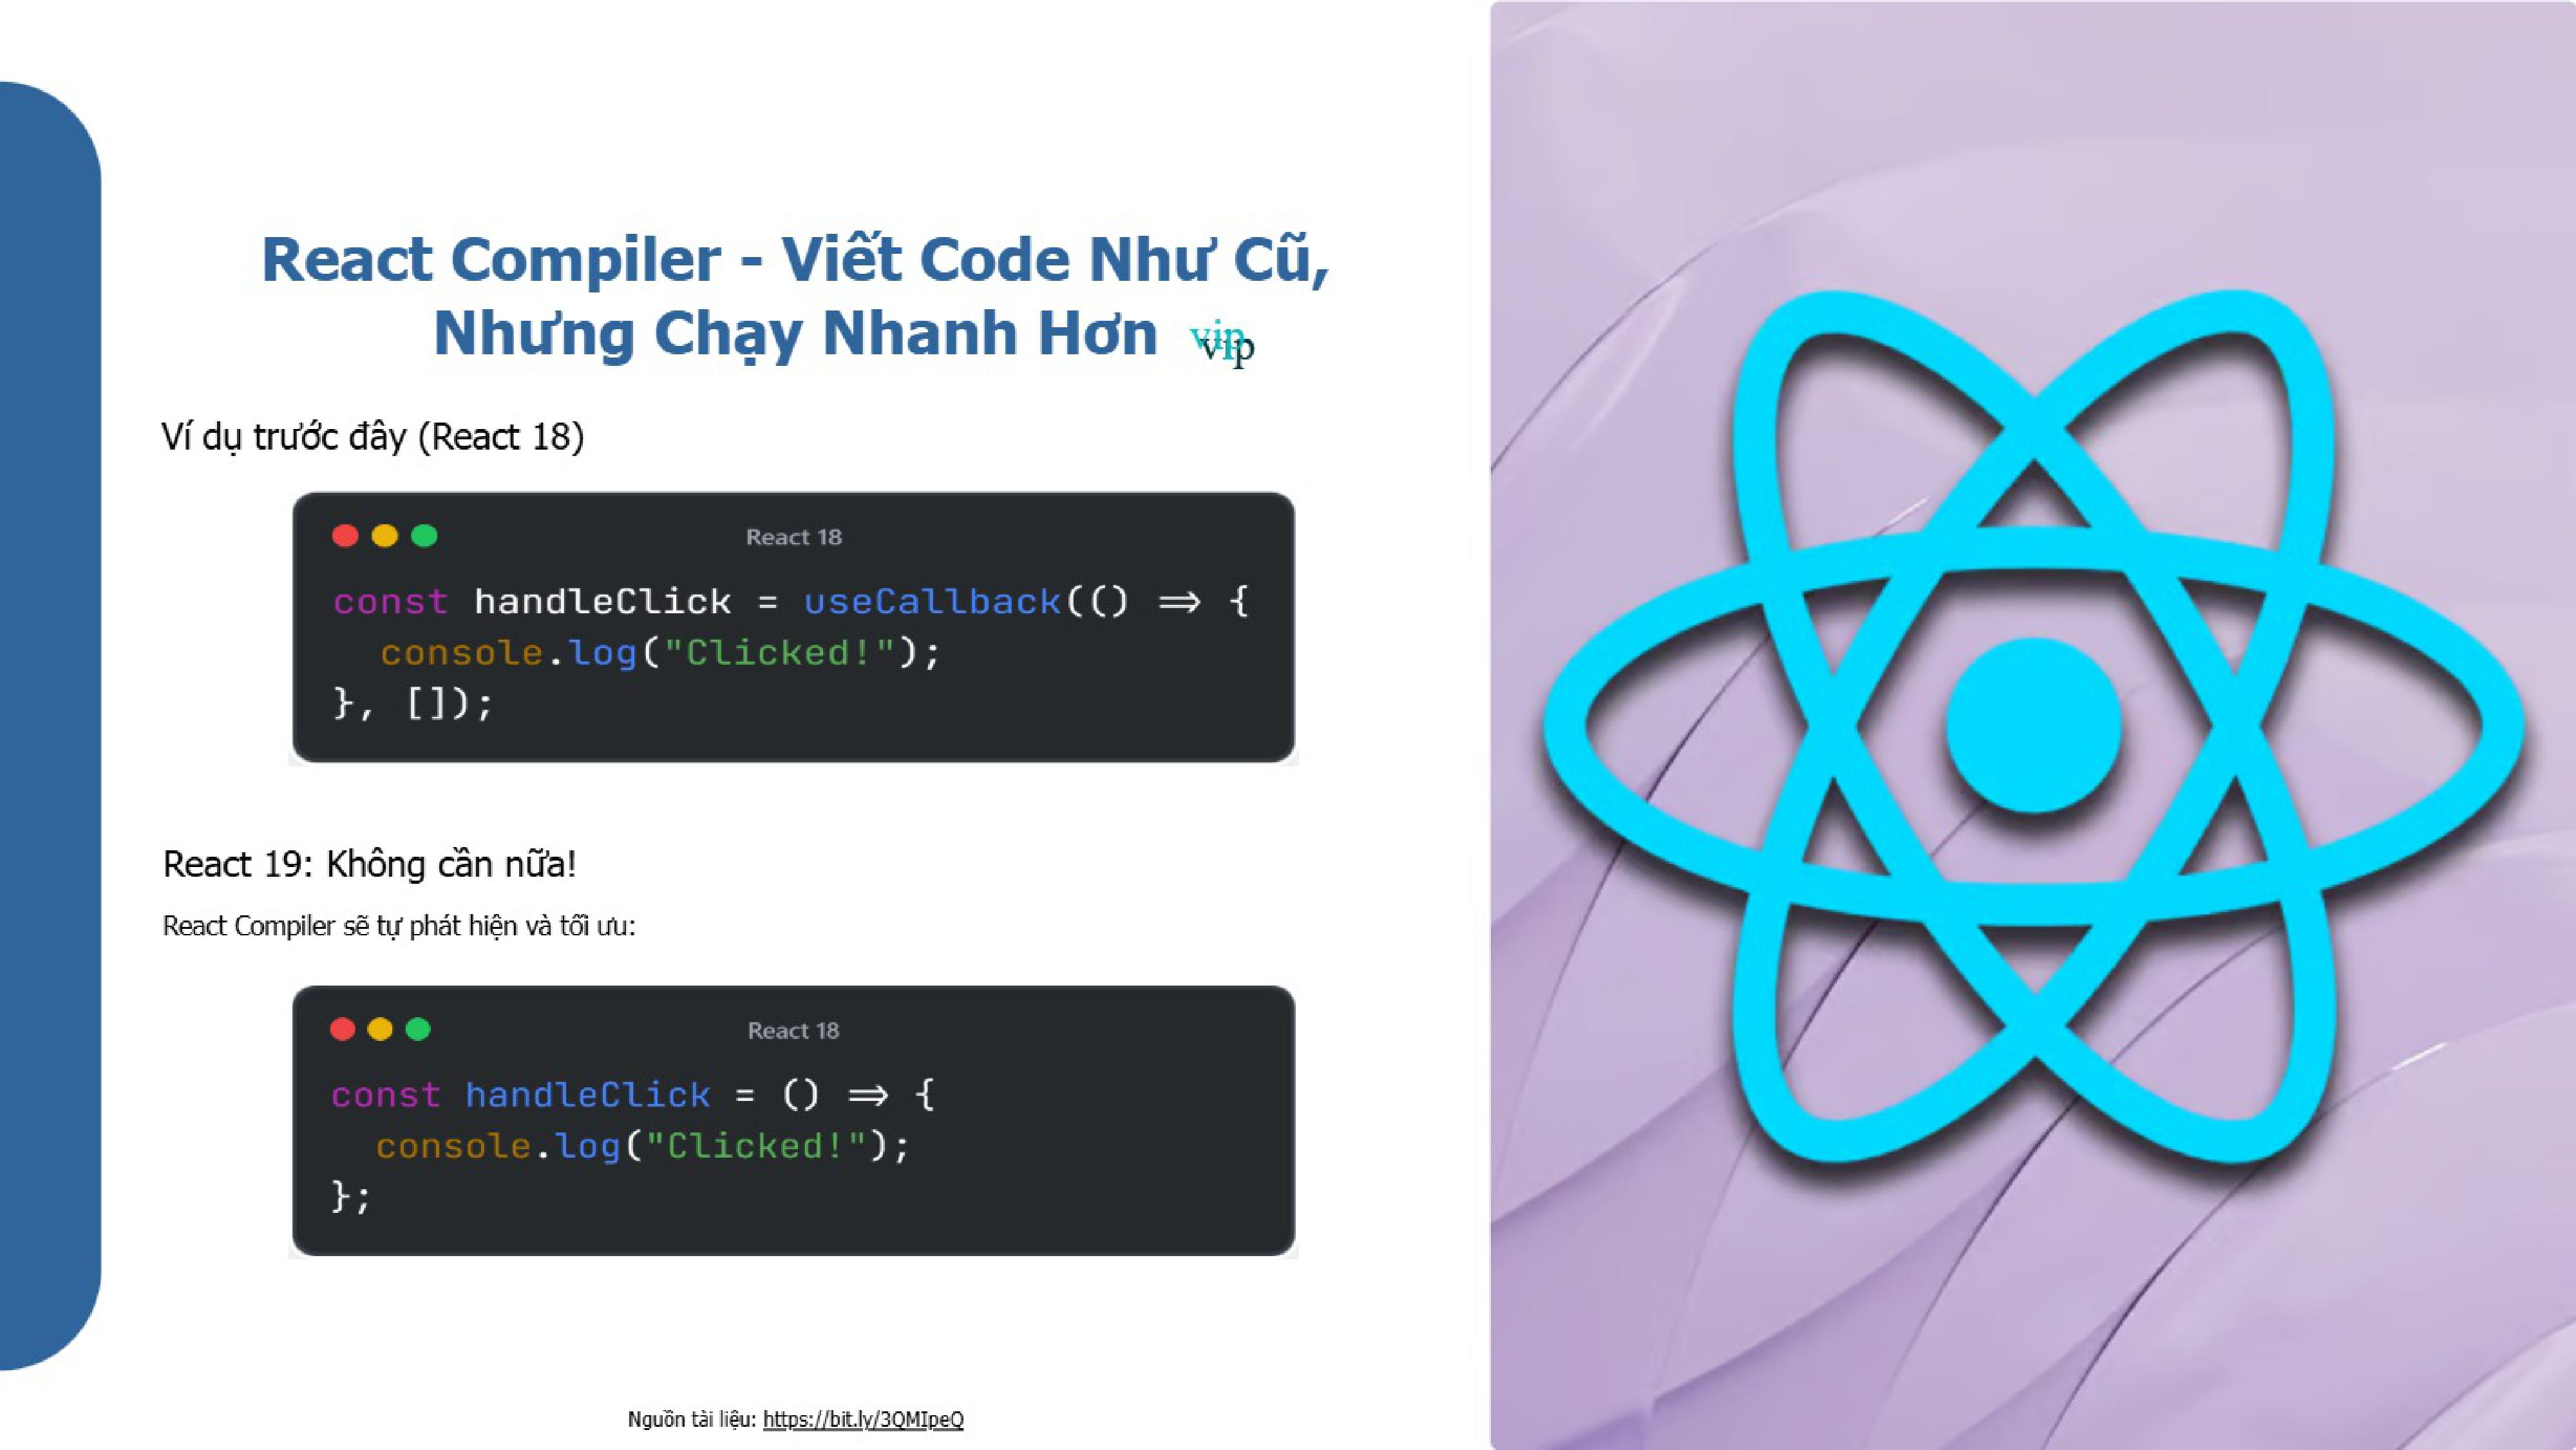 React Compiler - Viết Code Như Cũ,
Nhưng Chạy Nhanh Hơn vip
vip
Ví dụ trước đây (React 18)
React 18
const handleClick = useCallback(() => {
console.log("Clicked!");
}, []);
React 19: Không cần nữa!
React Compiler sẽ tự phát hiện và tối ưu:
React 18
const handleClick = () => {
console.log("Clicked!");
};
Nguồn tài liệu: https://bit.ly/3QMIpeQ